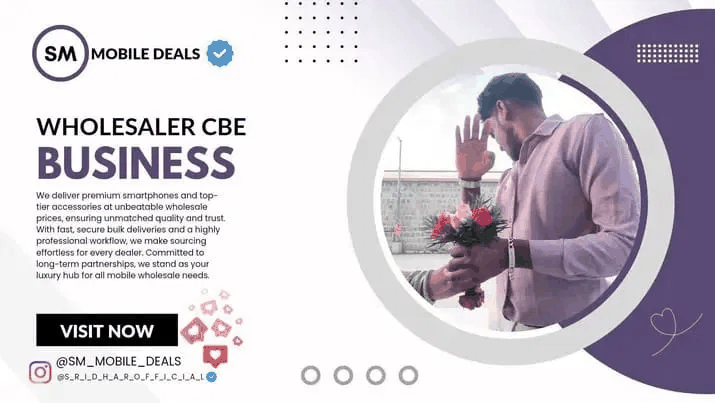 SM MOBILE DEALS
WHOLESALER CBE
BUSINESS
We deliver premium smartphones and top-
tier accessories at unbeatable wholesale
prices, ensuring unmatched quality and trust.
With fast, secure bulk deliveries and a highly
professional workflow, we make sourcing
effortless for every dealer. Committed to
long-term partnerships, we stand as your
luxury hub for all mobile wholesale needs.
VISIT NOW
@SM_MOBILE_DEALS
@S_R_I_D_H_A_R_O_F_F_I_C_I_A_L